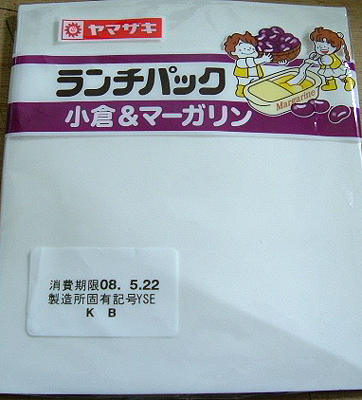 ヤマザキ
ランチパック
小倉&マーガリン
Margarine
消費期限08. 5.22
製造所固有記号YSE
K B